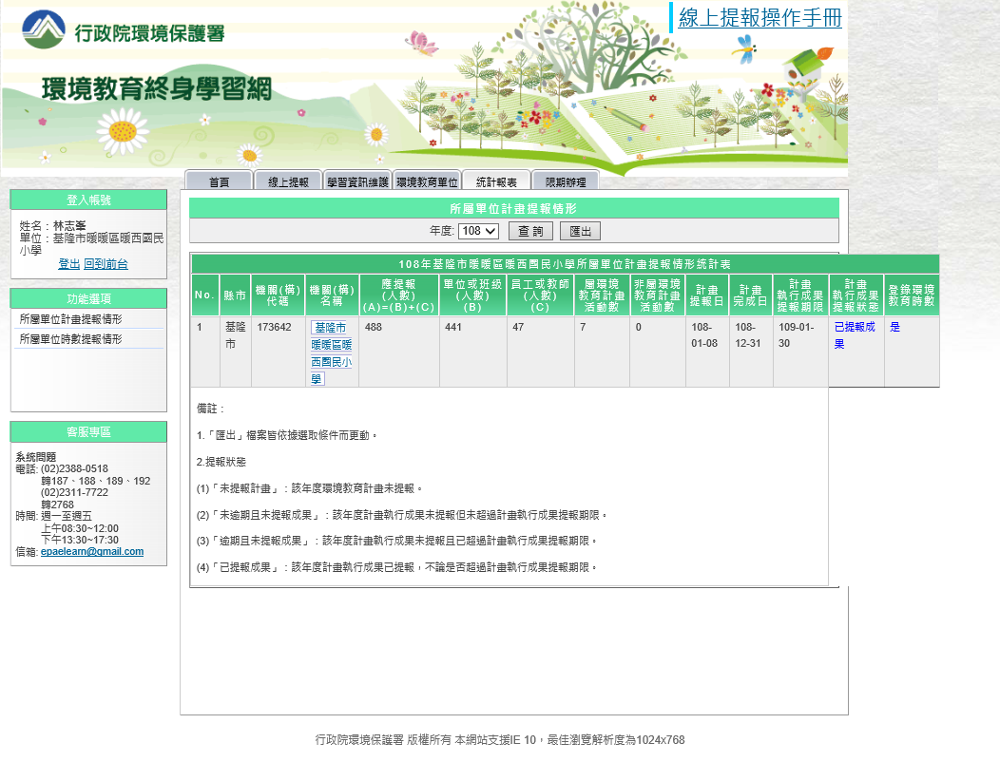 線上提報操作手冊
行政院環境保護署
環境教育終身學習網
首頁 線上提報 學習資訊維護 環境教育單位 統計報表 限期辦理
登入帳號
姓名：林志峯
單位：基隆市暖暖區暖西國民
小學
登出 回到前台
功能選項
所屬單位計畫提報情形
所屬單位時數提報情形
客服專區
系統問題
電話: (02)2388-0518
轉187、188、189、192
(02)2311-7722
轉2768
時間: 週一至週五
上午08:30~12:00
下午13:30~17:30
信箱: epaelearn@gmail.com
所屬單位計畫提報情形
年度: 108 查 詢 匯出
108年基隆市暖暖區暖西國民小學所屬單位計畫提報情形統計表
No. 縣市 機關(構)代碼 機關(構)名稱 應提報(人數)(A)=(B)+(C) 單位或班級(人數)(B) 員工或教師(人數)(C) 屬環境教育計畫活動數 非屬環境教育計畫活動數 計畫提報日 計畫完成日 計畫執行成果提報期限 計畫執行成果提報狀態 登錄環境教育時數
1 基隆市 173642 基隆市暖暖區暖西國民小學 488 441 47 7 0 108-01-08 108-12-31 109-01-30 已提報成果 是
備註：
1.「匯出」檔案皆依據選取條件而更動。
2.提報狀態
(1)「未提報計畫」：該年度環境教育計畫未提報。
(2)「未逾期且未提報成果」：該年度計畫執行成果未提報但未超過計畫執行成果提報期限。
(3)「逾期且未提報成果」：該年度計畫執行成果未提報且已超過計畫執行成果提報期限。
(4)「已提報成果」：該年度計畫執行成果已提報，不論是否超過計畫執行成果提報期限。
行政院環境保護署 版權所有 本網站支援IE 10，最佳瀏覽解析度為1024x768